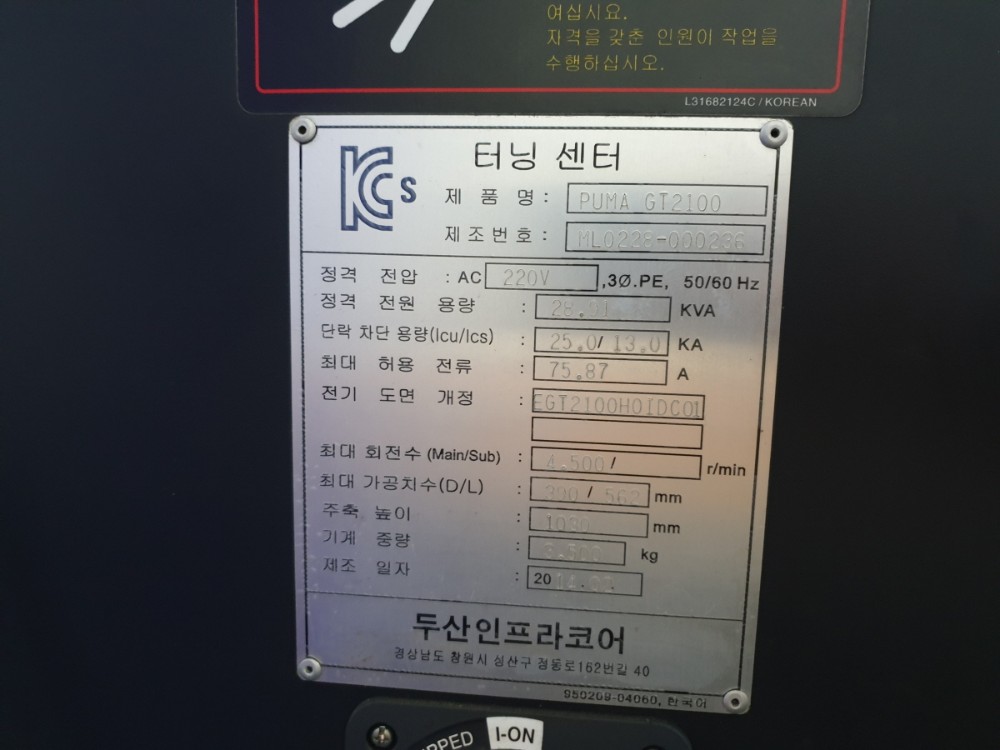 여십시요.
자격을 갖춘 인원이 작업을
수행하십시오.
L31682124C / KOREAN
KCs 터닝 센터
제 품 명 : PUMA GT2100
제조번호 : ML0228-000236
정격 전압 : AC 220V ,3Ø.PE, 50/60 Hz
정격 전원 용량 : KVA
단락 차단 용량(Icu/Ics) : 25.0/ 13.0 KA
최대 허용 전류 : 75.87 A
전기 도면 개정 : EGT2100HOIDC01
최대 회전수 (Main/Sub) : 4.500 / r/min
최대 가공치수(D/L) : 390 / 562 mm
주축 높이 : mm
기계 중량 : kg
제조 일자 : 20
두산인프라코어
경상남도 창원시 성산구 정동로162번길 40
950209-04060, 한국어
I-ON